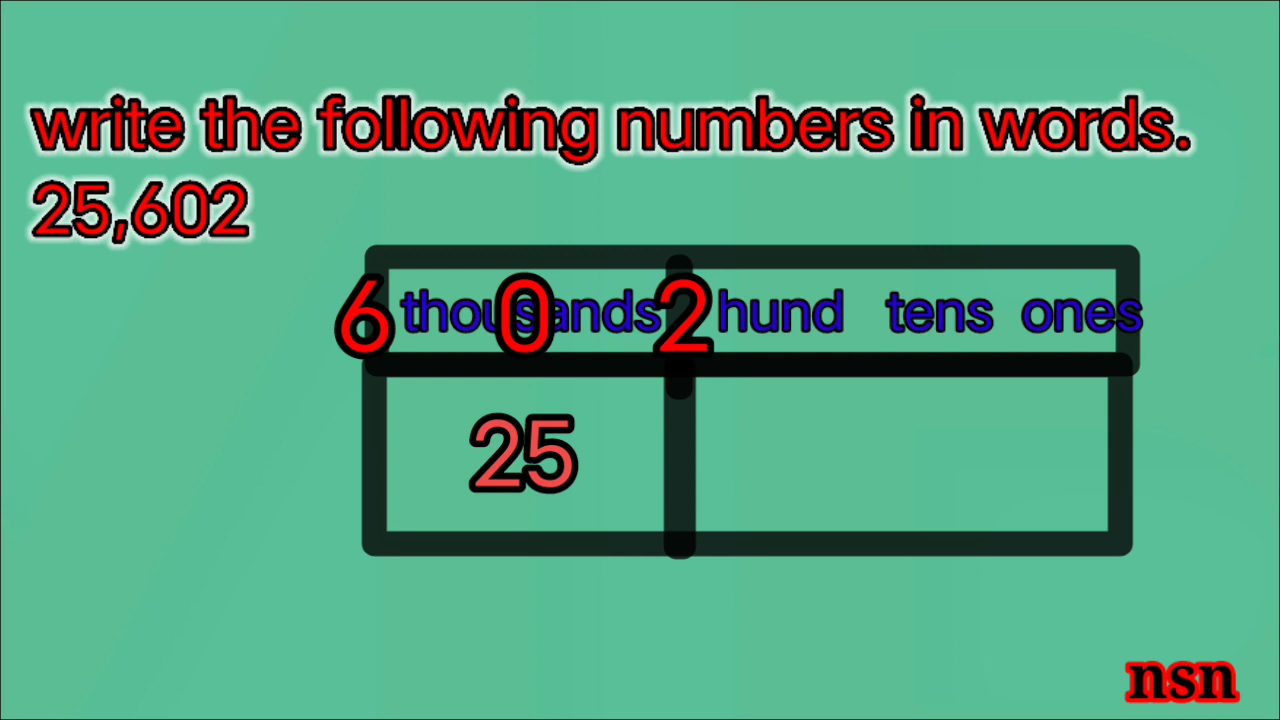 write the following numbers in words.
25,602
thousands hund tens ones
6 0 2
25
nsn